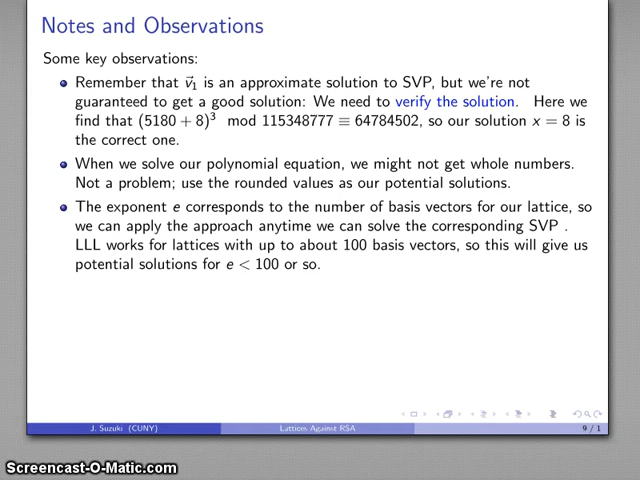 Notes and Observations
Some key observations:
Remember that v⃗₁ is an approximate solution to SVP, but we're not
guaranteed to get a good solution: We need to verify the solution. Here we
find that (5180 + 8)³ mod 115348777 ≡ 64784502, so our solution x = 8 is
the correct one.
When we solve our polynomial equation, we might not get whole numbers.
Not a problem; use the rounded values as our potential solutions.
The exponent e corresponds to the number of basis vectors for our lattice, so
we can apply the approach anytime we can solve the corresponding SVP .
LLL works for lattices with up to about 100 basis vectors, so this will give us
potential solutions for e < 100 or so.
J. Suzuki (CUNY) Lattices Against RSA 9 / 1
Screencast-O-Matic.com